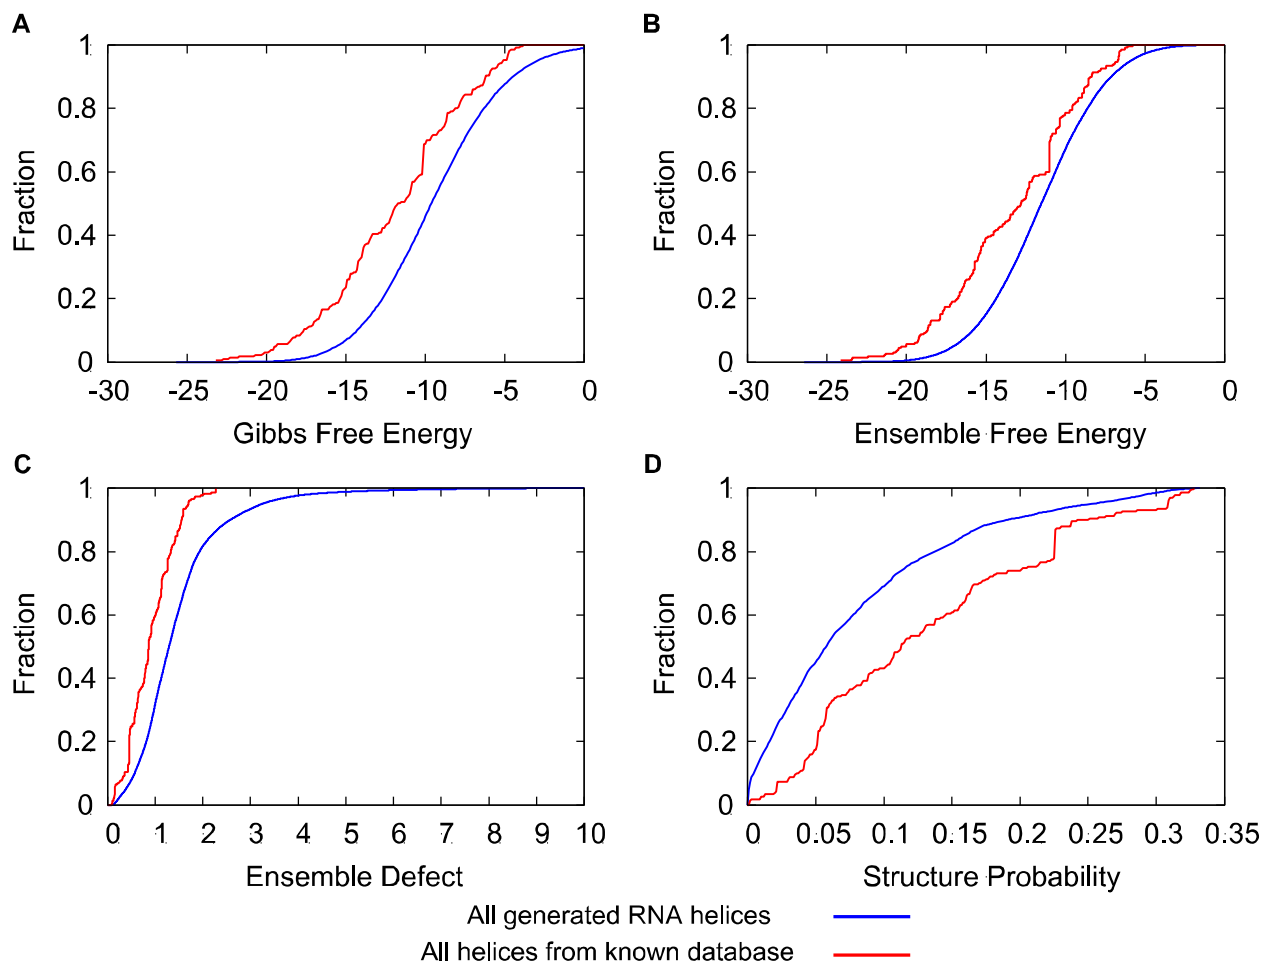 A
1
0.8
0.6
0.4
0.2
0
Fraction
-30 -25 -20 -15 -10 -5 0
Gibbs Free Energy
B
1
0.8
0.6
0.4
0.2
0
Fraction
-30 -25 -20 -15 -10 -5 0
Ensemble Free Energy
C
1
0.8
0.6
0.4
0.2
0
Fraction
0 1 2 3 4 5 6 7 8 9 10
Ensemble Defect
D
1
0.8
0.6
0.4
0.2
0
Fraction
0 0.05 0.1 0.15 0.2 0.25 0.3 0.35
Structure Probability
All generated RNA helices
All helices from known database